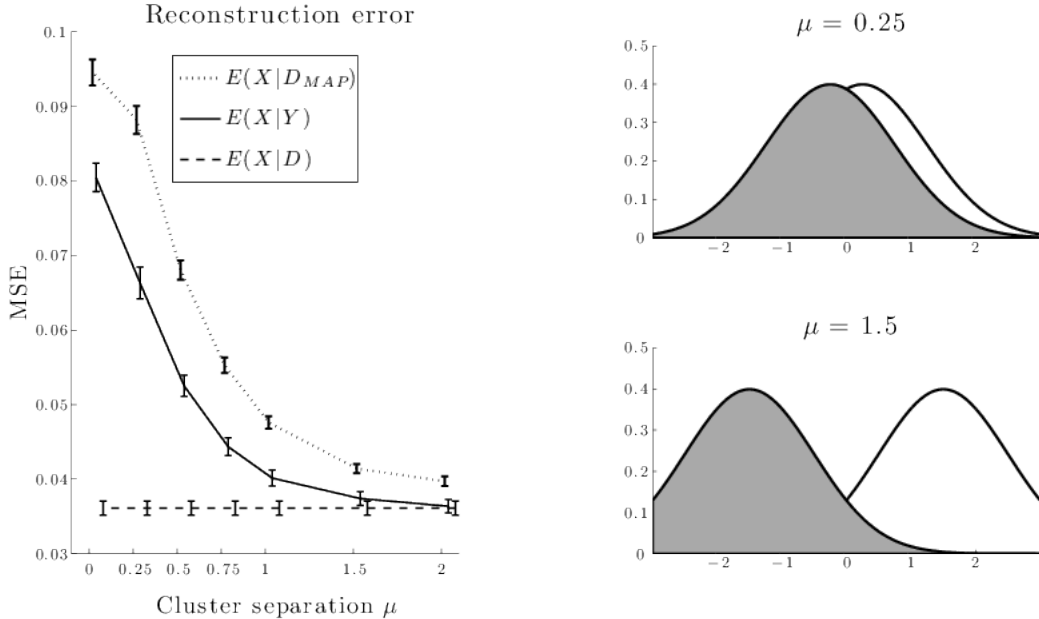 Reconstruction error
0.1
0.09
0.08
0.07
0.06
0.05
0.04
0.03
MSE
E(X|D_MAP)
E(X|Y)
E(X|D)
0 0.25 0.5 0.75 1 1.5 2
Cluster separation μ
μ = 0.25
0.5
0.4
0.3
0.2
0.1
0
−2 −1 0 1 2
μ = 1.5
0.5
0.4
0.3
0.2
0.1
0
−2 −1 0 1 2